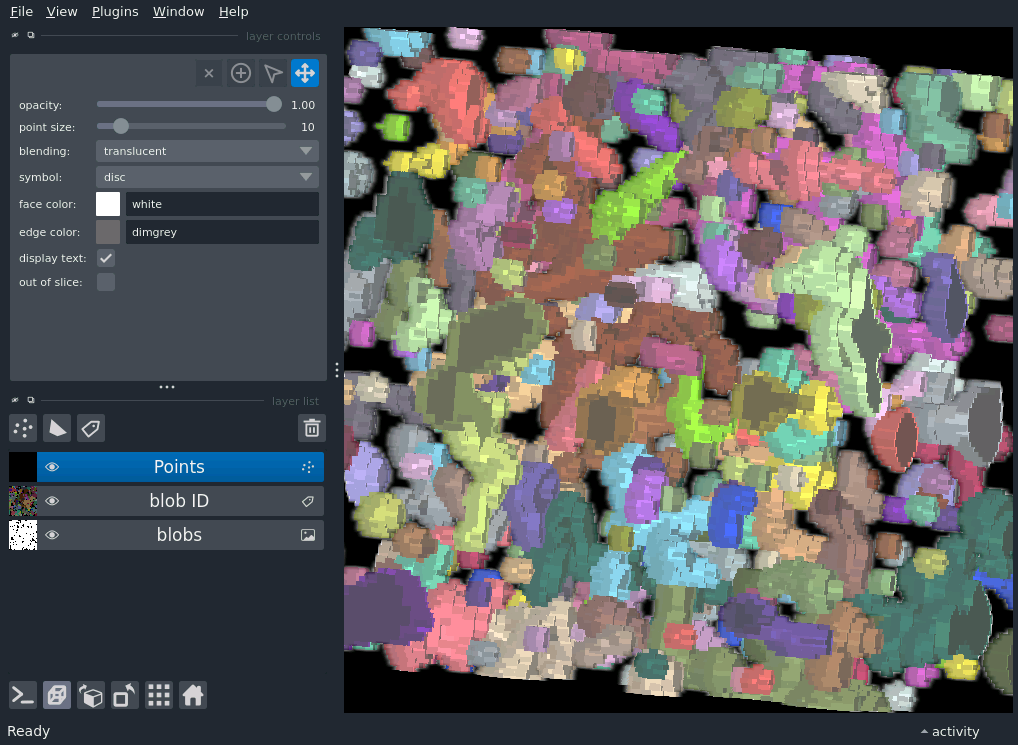 File View Plugins Window Help
layer controls
opacity: 1.00
point size: 10
blending: translucent
symbol: disc
face color: white
edge color: dimgrey
display text:
out of slice:
layer list
Points
blob ID
blobs
Ready
activity